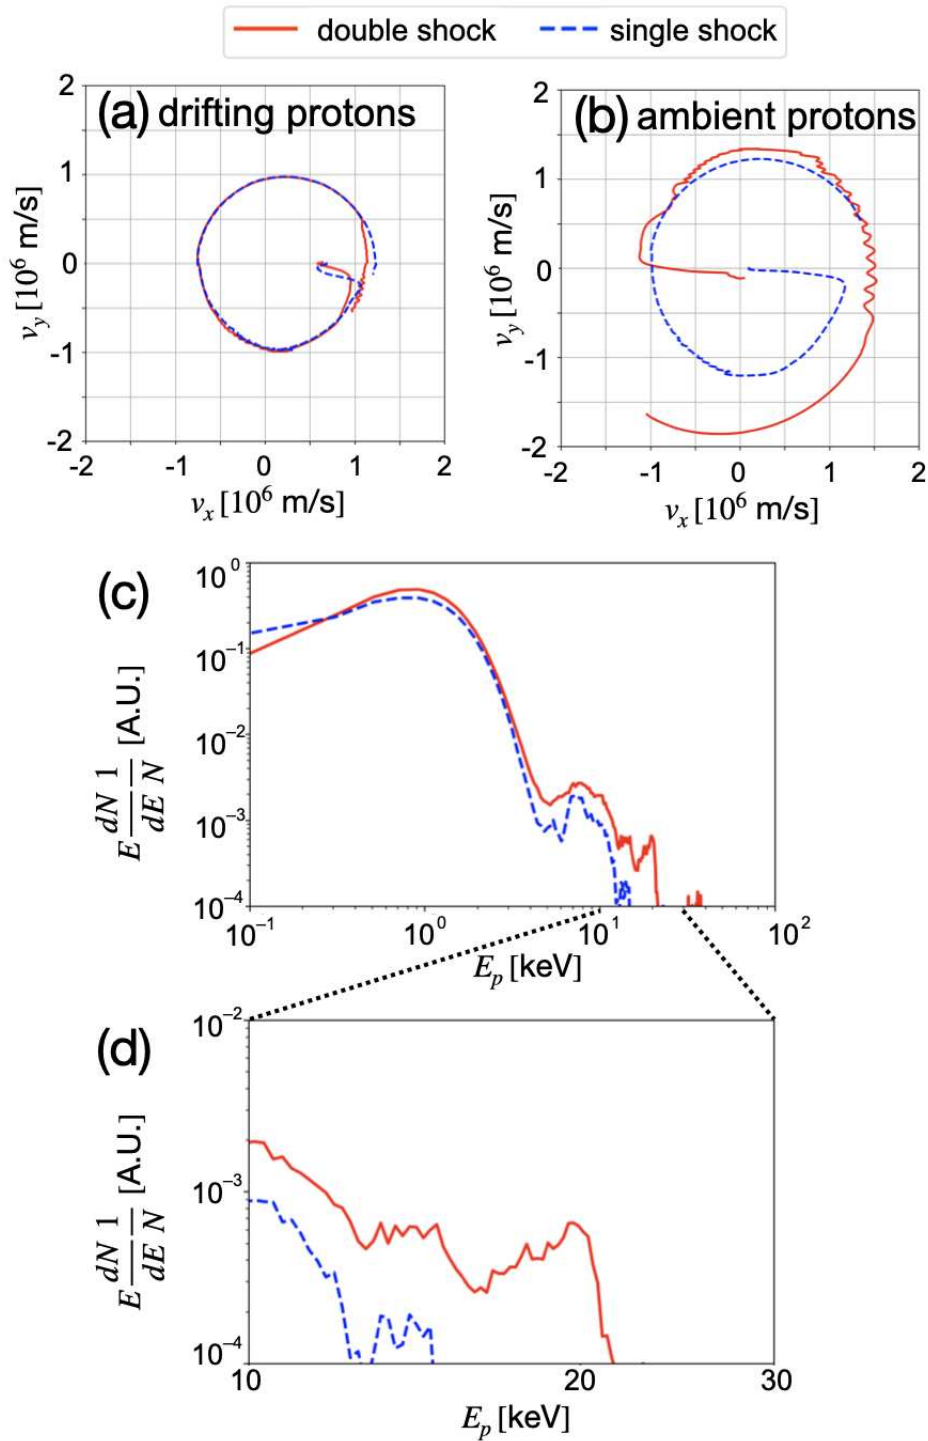 double shock single shock
(a) drifting protons
2
1
0
-1
-2
-2 -1 0 1 2
v_y [10^6 m/s]
v_x [10^6 m/s]
(b) ambient protons
2
1
0
-1
-2
-2 -1 0 1 2
v_y [10^6 m/s]
v_x [10^6 m/s]
(c)
10^0
10^-1
10^-2
10^-3
10^-4
10^-1 10^0 10^1 10^2
E dN/dE 1/N [A.U.]
E_p [keV]
(d)
10^-2
10^-3
10^-4
10 20 30
E dN/dE 1/N [A.U.]
E_p [keV]